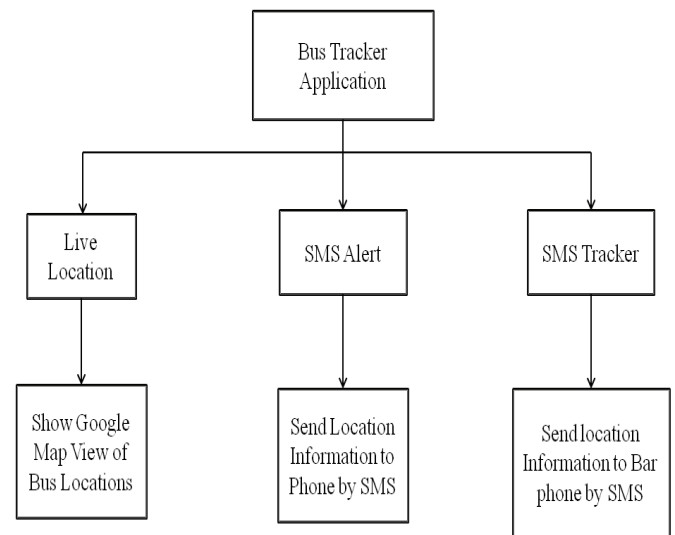 Bus Tracker
Application
Live
Location
SMS Alert
SMS Tracker
Show Google
Map View of
Bus Locations
Send Location
Information to
Phone by SMS
Send location
Information to Bar
phone by SMS